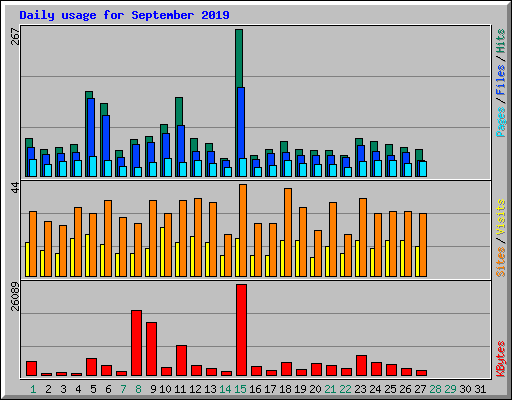 Daily usage for September 2019
267
Pages / Files / Hits
44
Sites / Visits
26089
KBytes
1 2 3 4 5 6 7 8 9 10 11 12 13 14 15 16 17 18 19 20 21 22 23 24 25 26 27 28 29 30 31